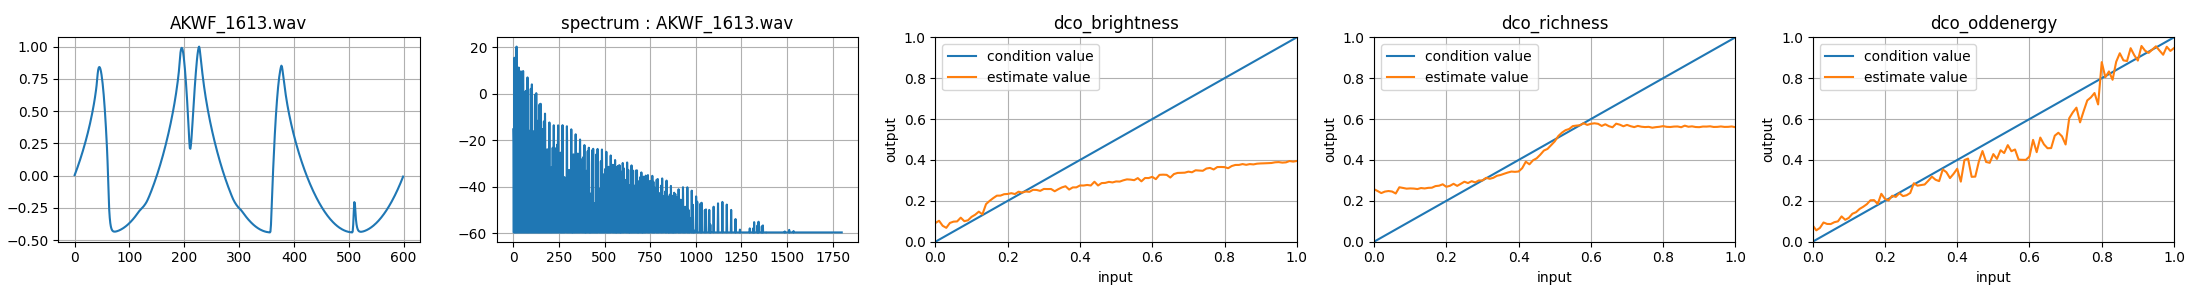 AKWF_1613.wav
1.00
0.75
0.50
0.25
0.00
−0.25
−0.50
0 100 200 300 400 500 600
spectrum : AKWF_1613.wav
20
0
−20
−40
−60
0 250 500 750 1000 1250 1500 1750
dco_brightness
condition value
estimate value
1.0
0.8
0.6
0.4
0.2
0.0
output
0.0 0.2 0.4 0.6 0.8 1.0
input
dco_richness
condition value
estimate value
1.0
0.8
0.6
0.4
0.2
0.0
output
0.0 0.2 0.4 0.6 0.8 1.0
input
dco_oddenergy
condition value
estimate value
1.0
0.8
0.6
0.4
0.2
0.0
output
0.0 0.2 0.4 0.6 0.8 1.0
input